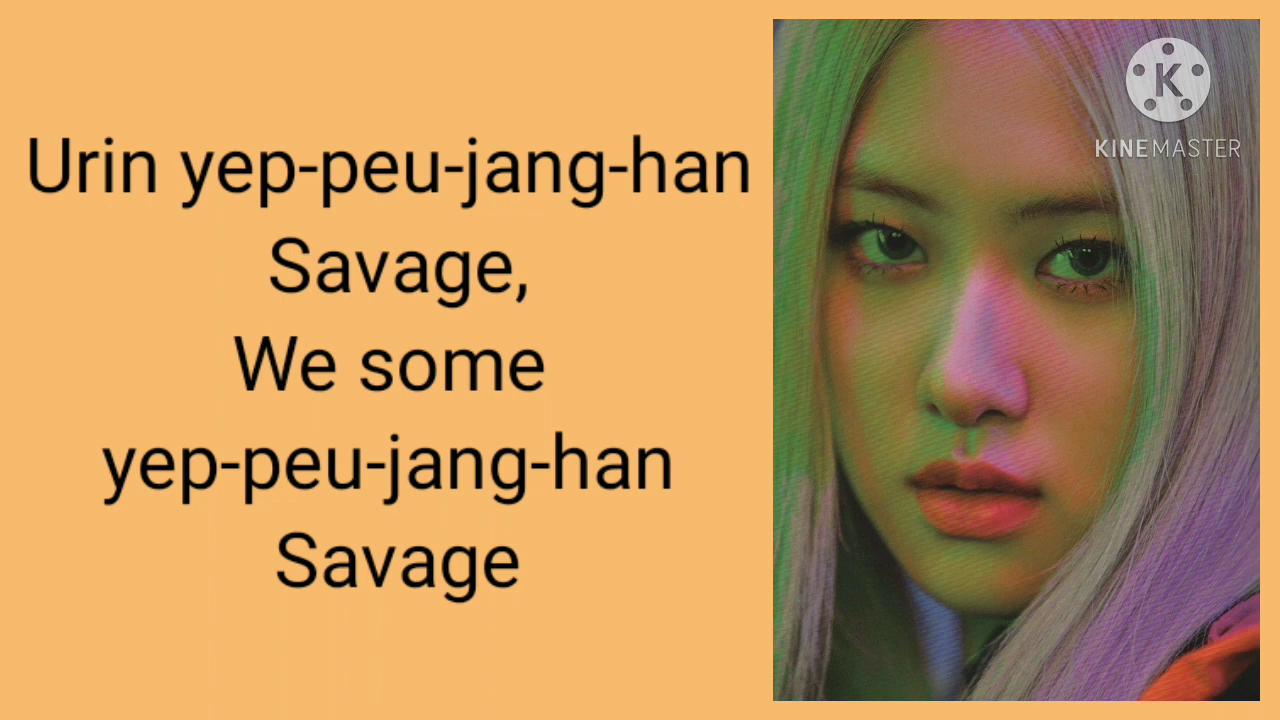 Urin yep-peu-jang-han
Savage,
We some
yep-peu-jang-han
Savage
K
KINEMASTER